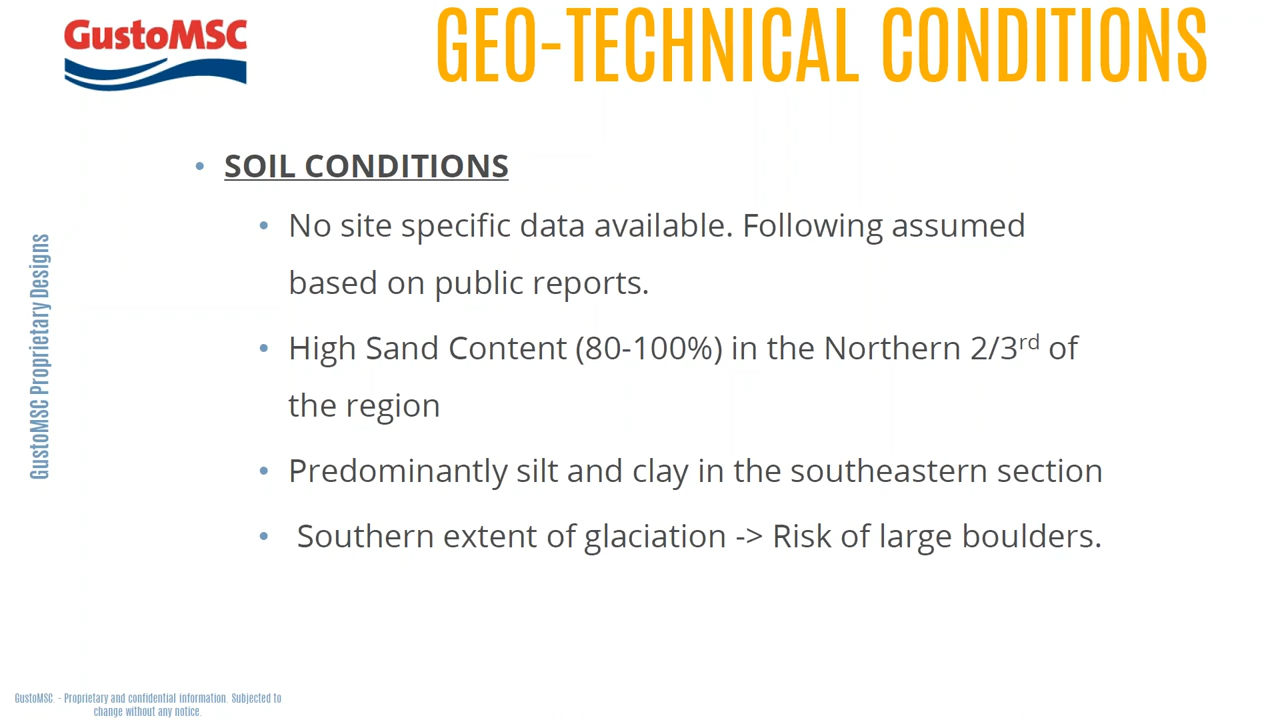 GustoMSC
GEO-TECHNICAL CONDITIONS
• SOIL CONDITIONS
• No site specific data available. Following assumed
based on public reports.
• High Sand Content (80-100%) in the Northern 2/3rd of
the region
• Predominantly silt and clay in the southeastern section
• Southern extent of glaciation -> Risk of large boulders.
GustoMSC Proprietary Designs
GustoMSC. - Proprietary and confidential information. Subjected to
change without any notice.